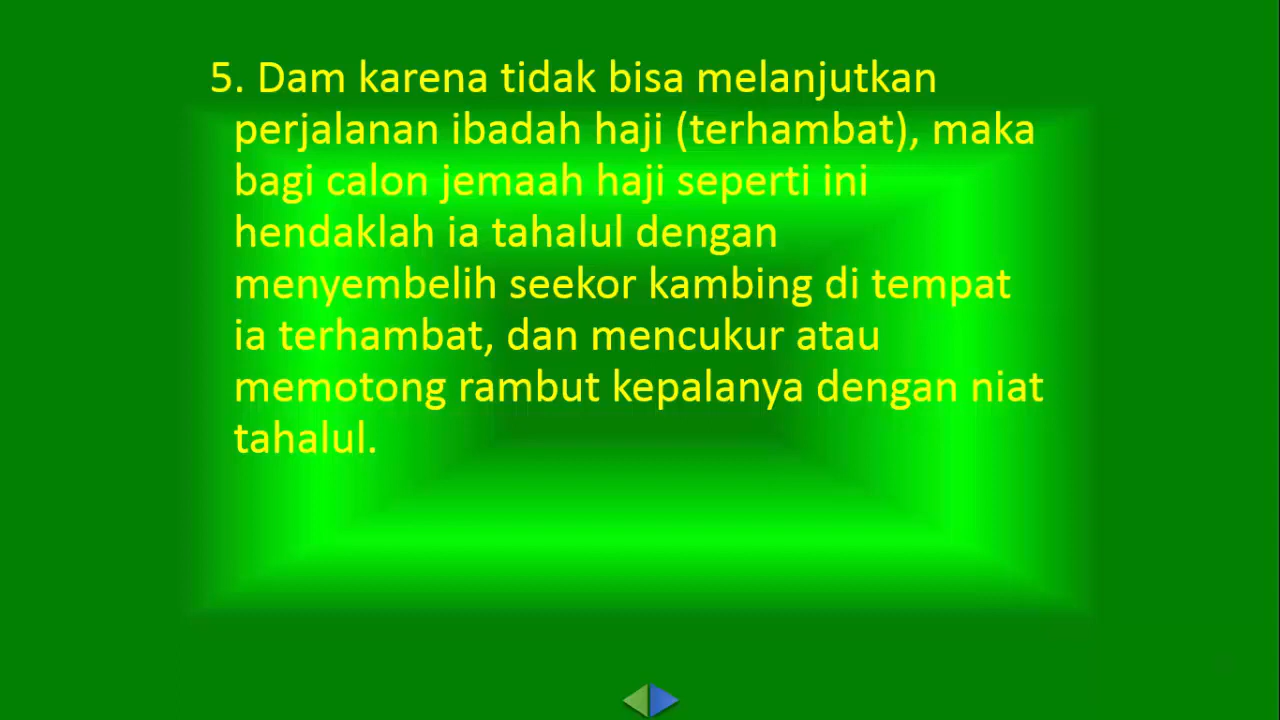 5. Dam karena tidak bisa melanjutkan
perjalanan ibadah haji (terhambat), maka
bagi calon jemaah haji seperti ini
hendaklah ia tahalul dengan
menyembelih seekor kambing di tempat
ia terhambat, dan mencukur atau
memotong rambut kepalanya dengan niat
tahalul.